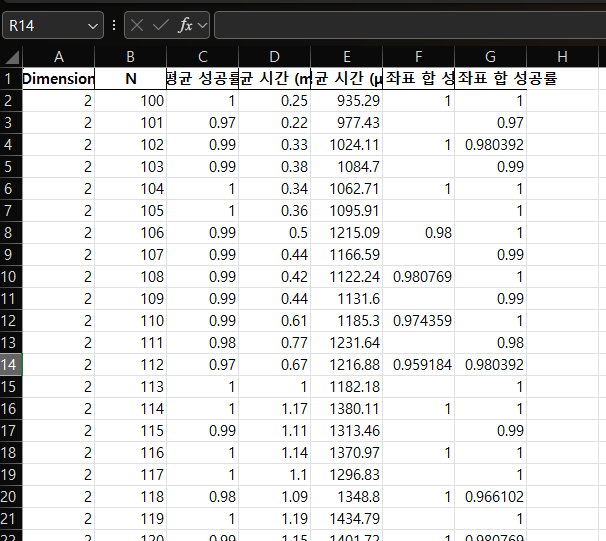 R14
fx
A B C D E F G H
1 Dimension N 평균 성공률 균 시간 (m 균 시간 (μ 좌표 합 성 좌표 합 성공률
2 2 100 1 0.25 935.29 1 1
3 2 101 0.97 0.22 977.43 0.97
4 2 102 0.99 0.33 1024.11 1 0.980392
5 2 103 0.99 0.38 1084.7 0.99
6 2 104 1 0.34 1062.71 1 1
7 2 105 1 0.36 1095.91 1
8 2 106 0.99 0.5 1215.09 0.98 1
9 2 107 0.99 0.44 1166.59 0.99
10 2 108 0.99 0.42 1122.24 0.980769 1
11 2 109 0.99 0.44 1131.6 0.99
12 2 110 0.99 0.61 1185.3 0.974359 1
13 2 111 0.98 0.77 1231.64 0.98
14 2 112 0.97 0.67 1216.88 0.959184 0.980392
15 2 113 1 1 1182.18 1
16 2 114 1 1.17 1380.11 1 1
17 2 115 0.99 1.11 1313.46 0.99
18 2 116 1 1.14 1370.97 1 1
19 2 117 1 1.1 1296.83 1
20 2 118 0.98 1.09 1348.8 1 0.966102
21 2 119 1 1.19 1434.79 1
22 2 120 0.99 1.15 1401.72 1 0.980769